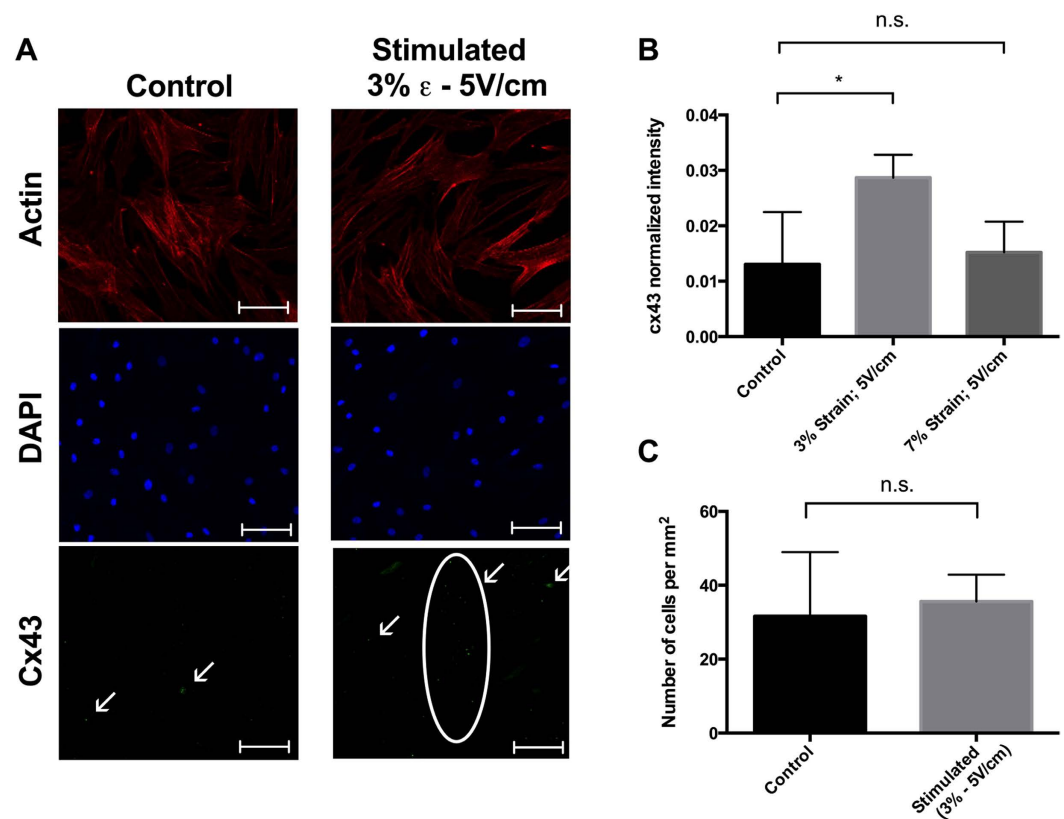 A
Control
Stimulated
3% ε - 5V/cm
Actin
DAPI
Cx43
B
n.s.
*
cx43 normalized intensity
0.04
0.03
0.02
0.01
0.00
Control
3% Strain; 5V/cm
7% Strain; 5V/cm
C
n.s.
Number of cells per mm²
60
40
20
0
Control
Stimulated
(3% - 5V/cm)